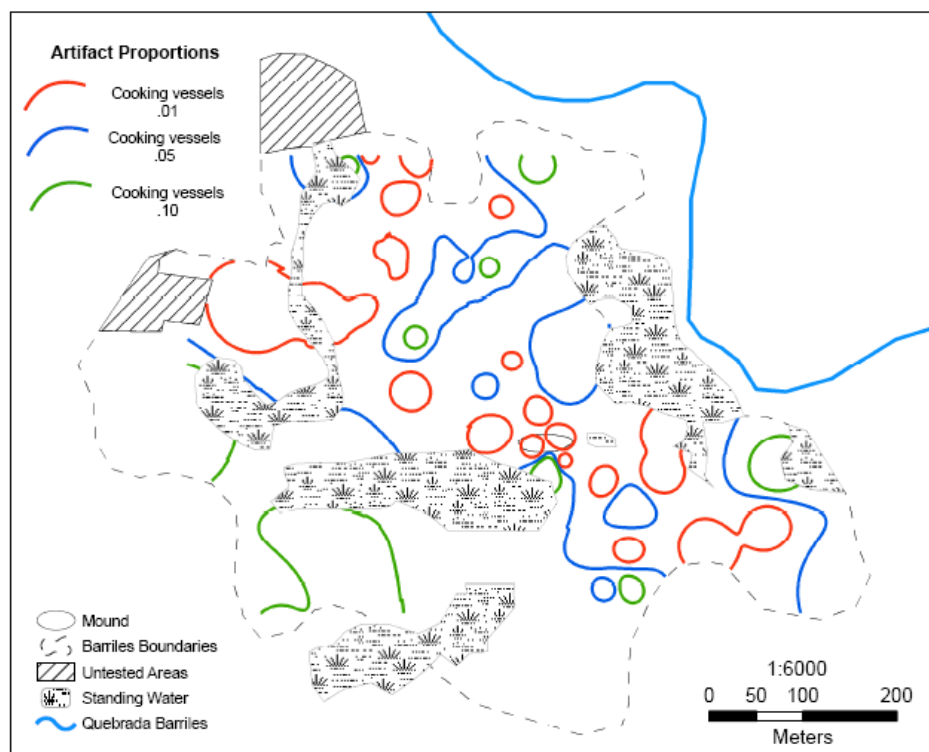 Artifact Proportions
Cooking vessels
.01
Cooking vessels
.05
Cooking vessels
.10
Mound
Barriles Boundaries
Untested Areas
Standing Water
Quebrada Barriles
1:6000
0 50 100 200
Meters